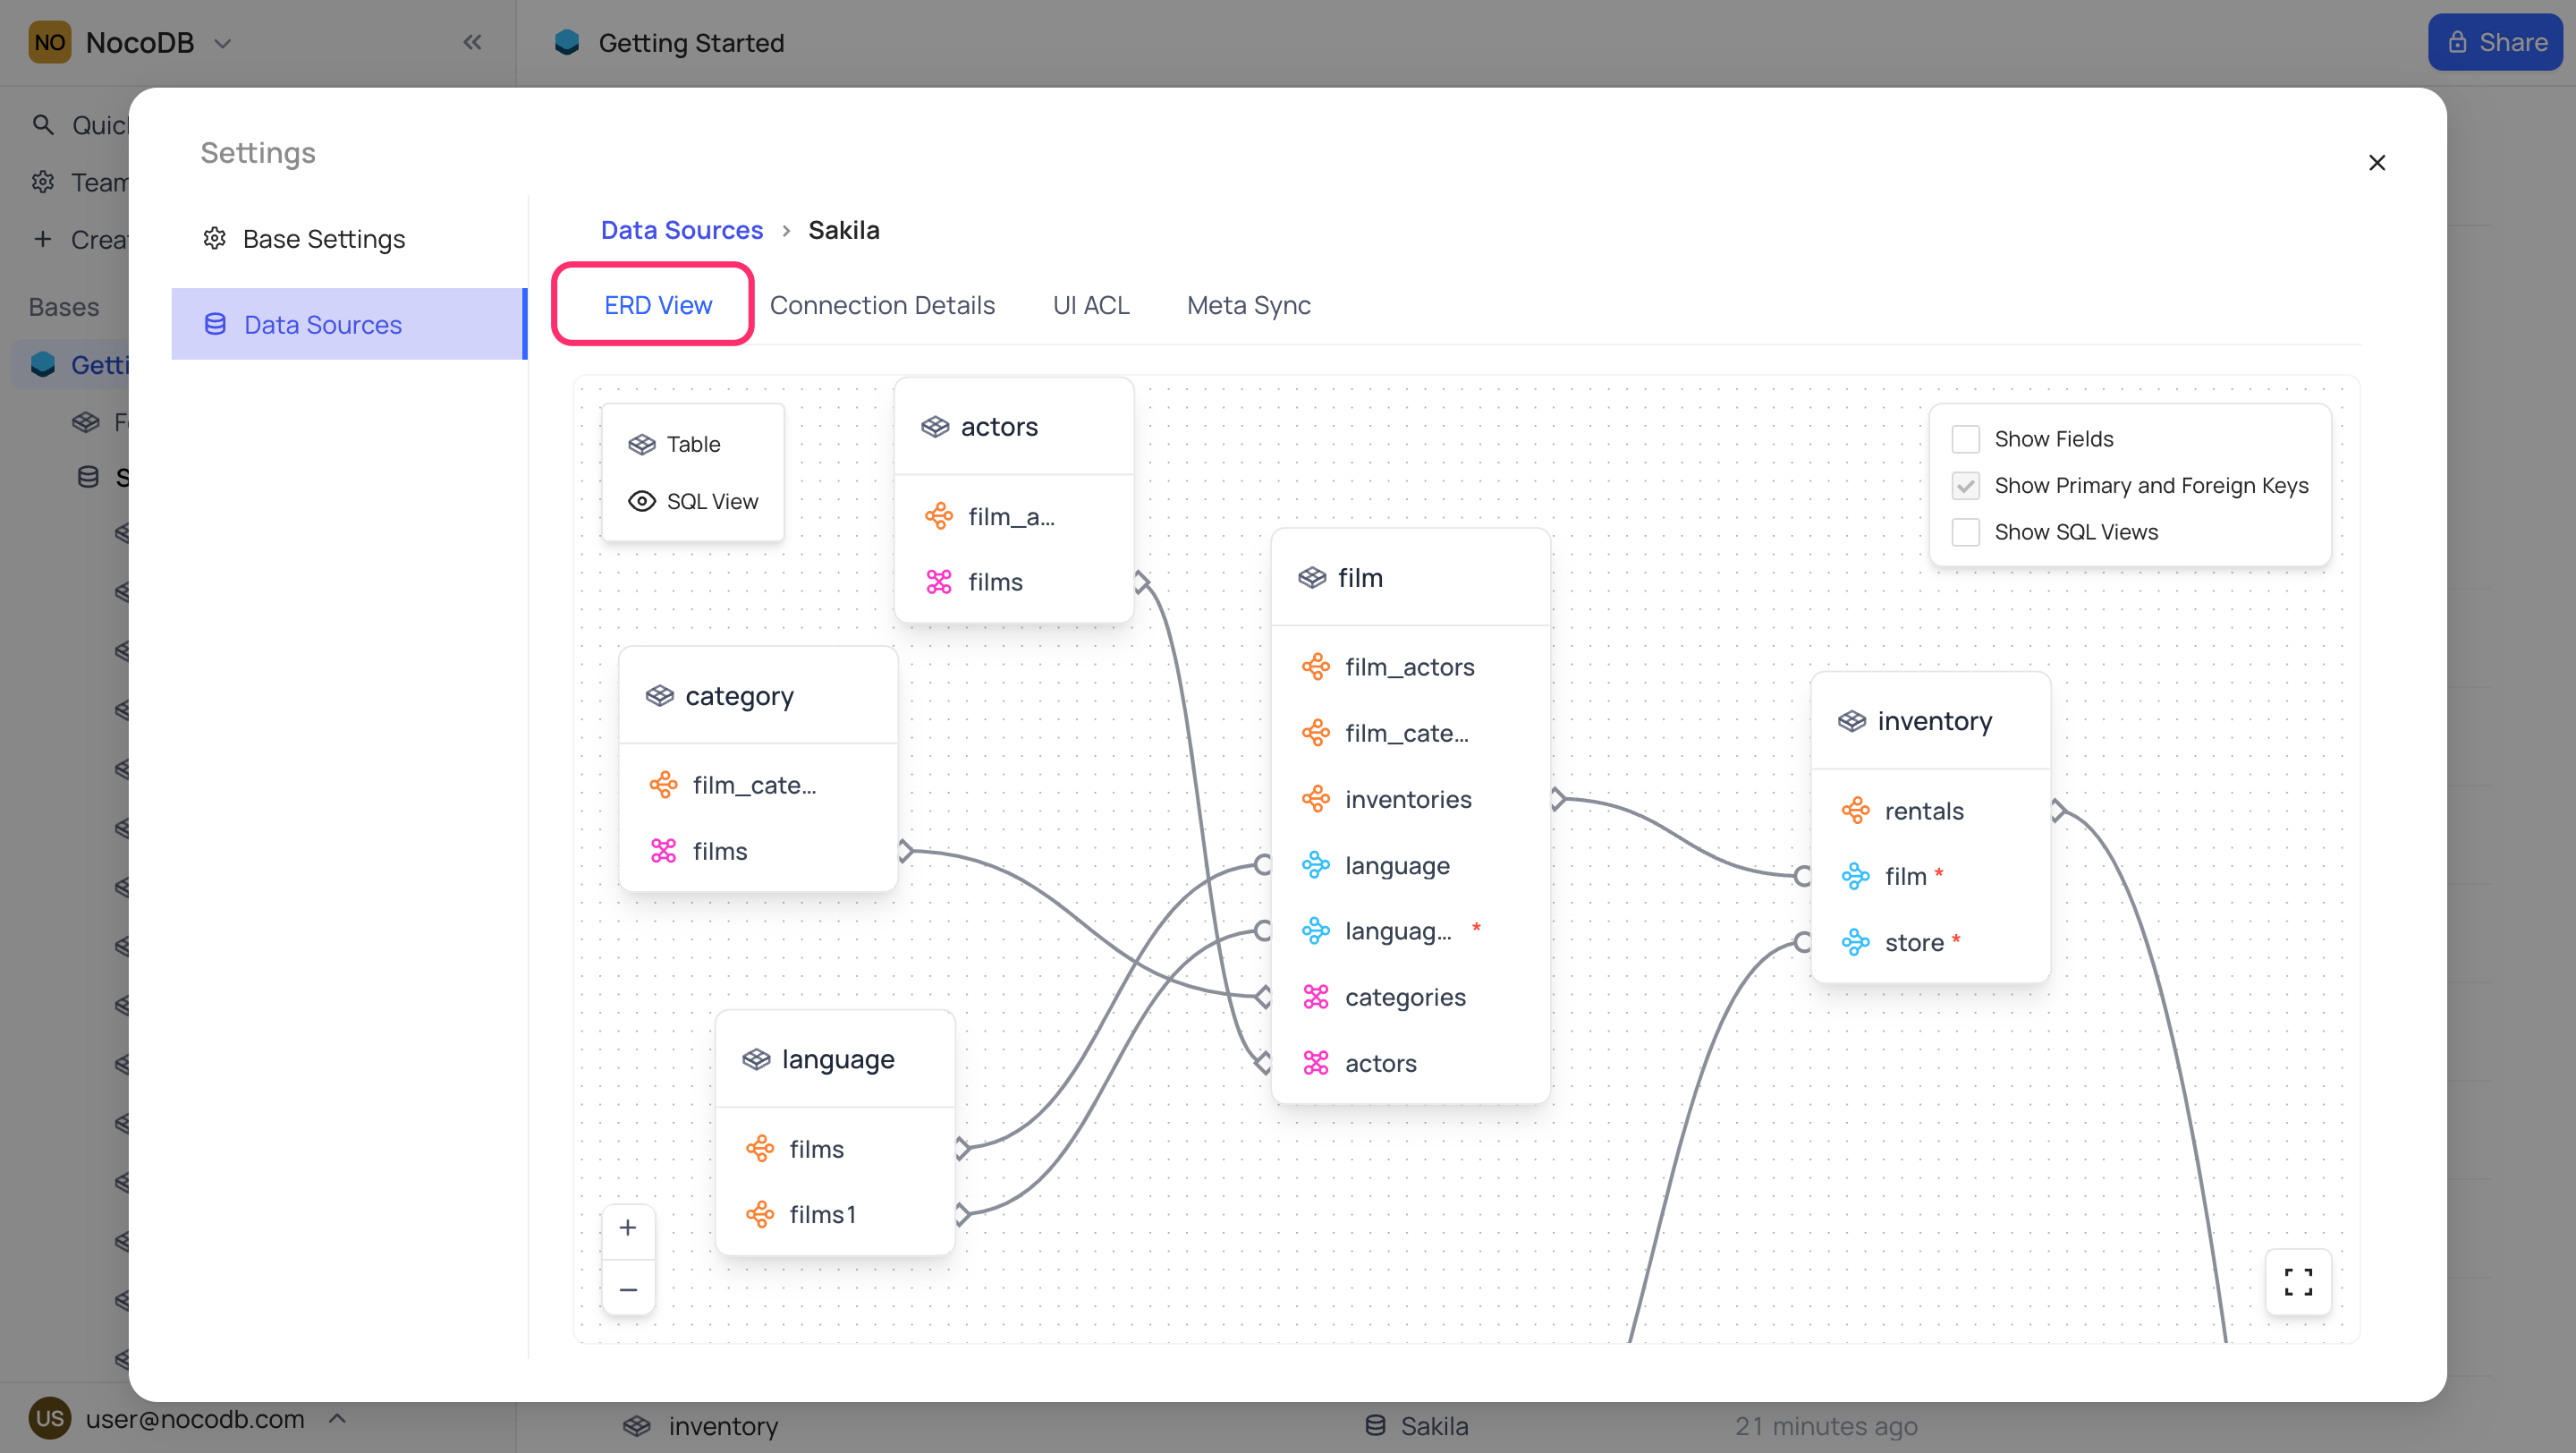 NO NocoDB
Getting Started
Share
Quic
Team
Crea
Bases
Getti
F
S
US user@nocodb.com
Settings
Base Settings
Data Sources
Data Sources > Sakila
ERD View
Connection Details
UI ACL
Meta Sync
Table
SQL View
Show Fields
Show Primary and Foreign Keys
Show SQL Views
actors
film_a...
films
category
film_cate...
films
language
films
films1
film
film_actors
film_cate...
inventories
language
languag... *
categories
actors
inventory
rentals
film *
store *
inventory
Sakila
21 minutes ago